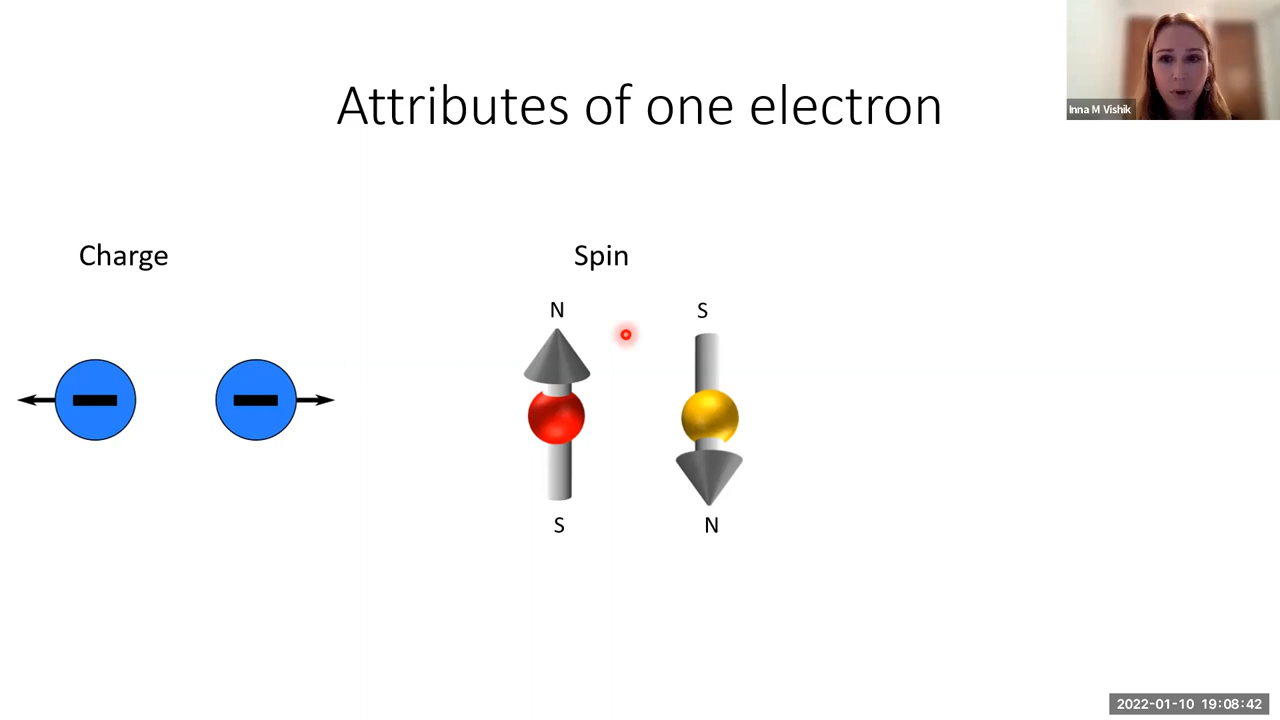 Inna M Vishik
Attributes of one electron
Charge
Spin
N
S
S
N
2022-01-10 19:08:42